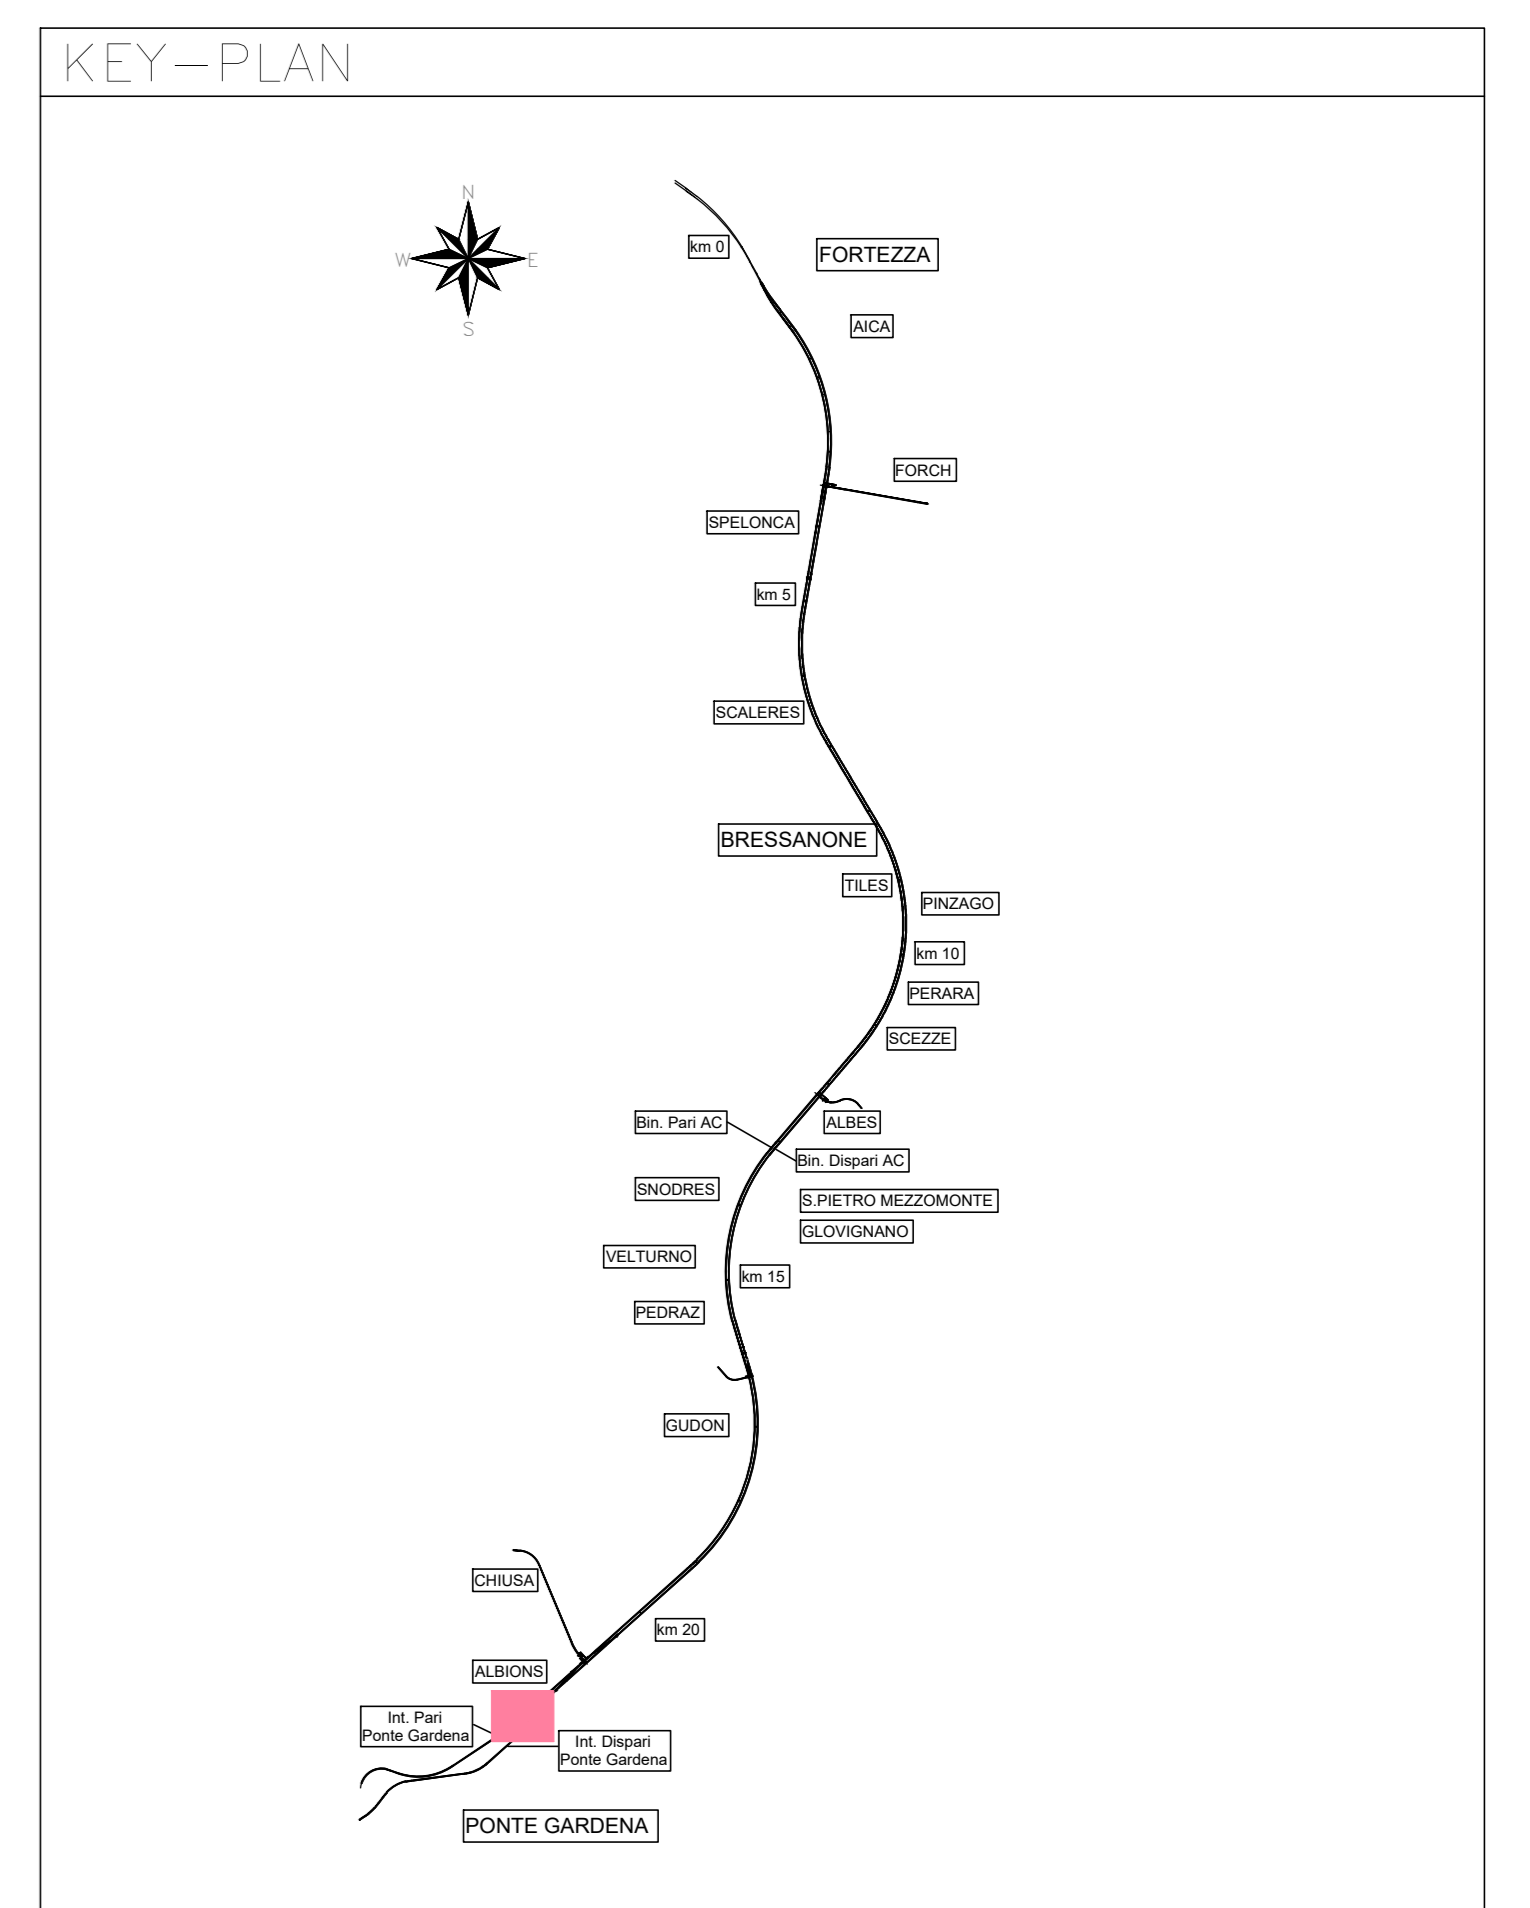 KEY-PLAN
N
W
E
S
km 0
FORTEZZA
AICA
FORCH
SPELONCA
km 5
SCALERES
BRESSANONE
TILES
PINZAGO
km 10
PERARA
SCEZZE
Bin. Pari AC
ALBES
Bin. Dispari AC
SNODRES
S.PIETRO MEZZOMONTE
GLOVIGNANO
VELTURNO
km 15
PEDRAZ
GUDON
CHIUSA
km 20
ALBIONS
Int. Pari
Ponte Gardena
Int. Dispari
Ponte Gardena
PONTE GARDENA